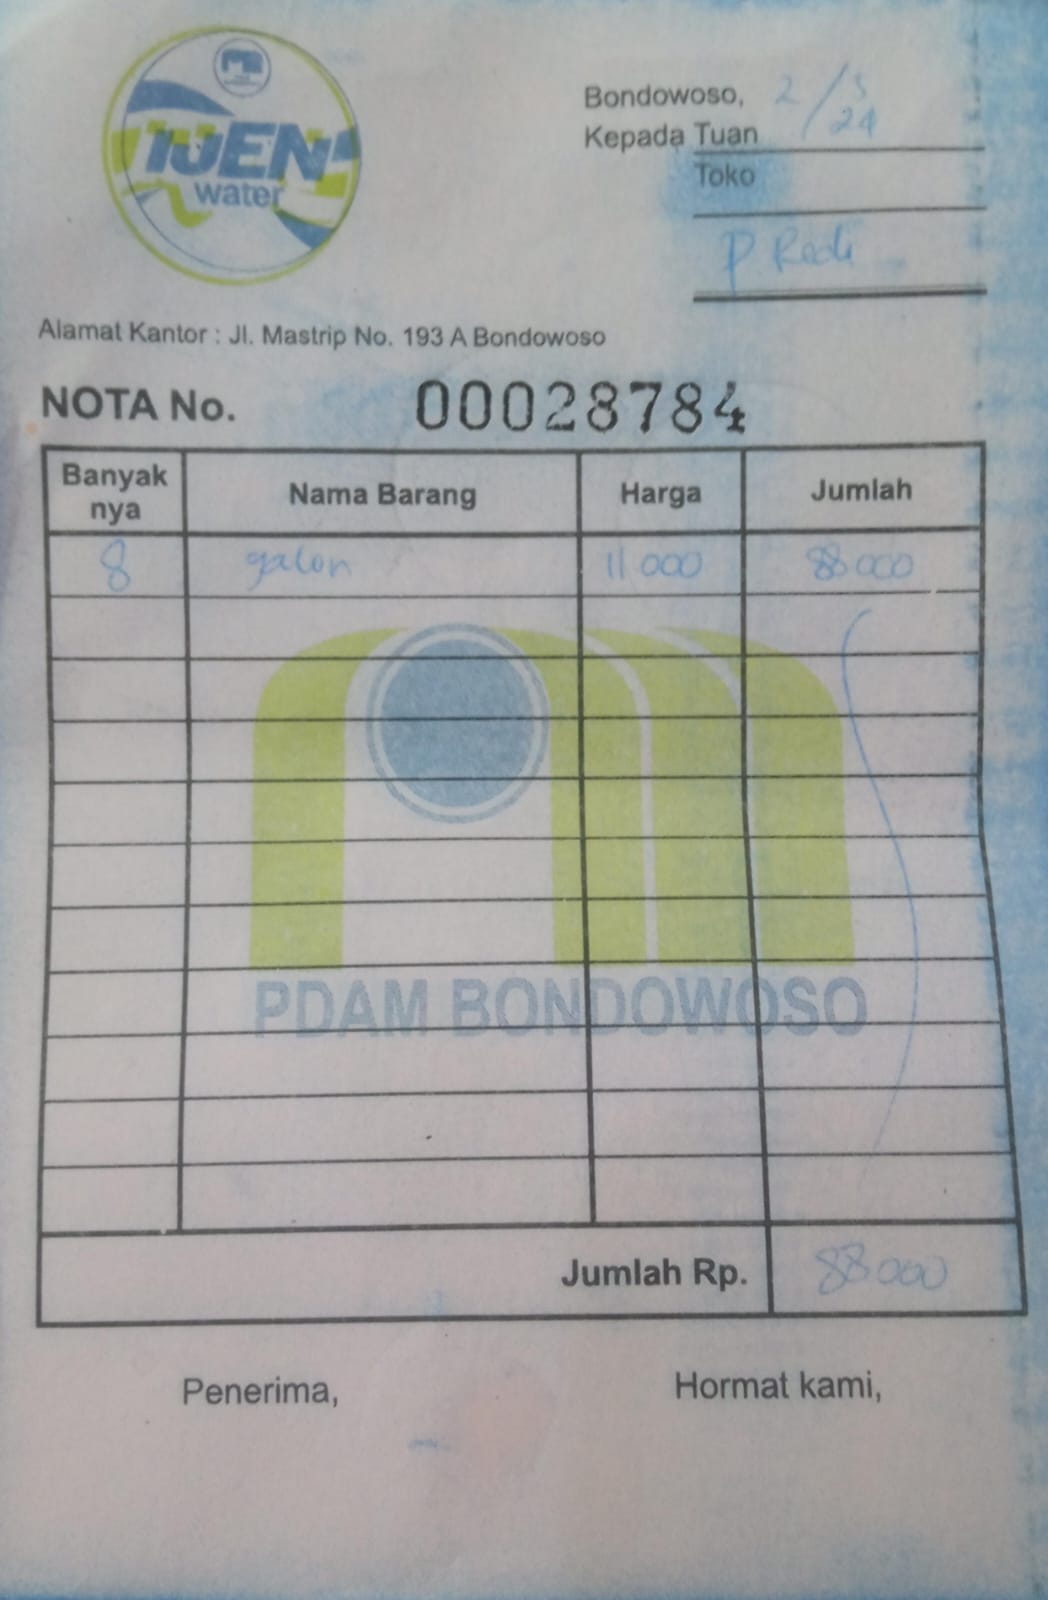 IJEN
water
Bondowoso, 2/5
24
Kepada Tuan
Toko
P Redi
Alamat Kantor : Jl. Mastrip No. 193 A Bondowoso
NOTA No. 00028784
Banyak nya Nama Barang Harga Jumlah
8 galon 11 000 88 000
PDAM BONDOWOSO
Jumlah Rp. 88.000
Penerima, Hormat kami,